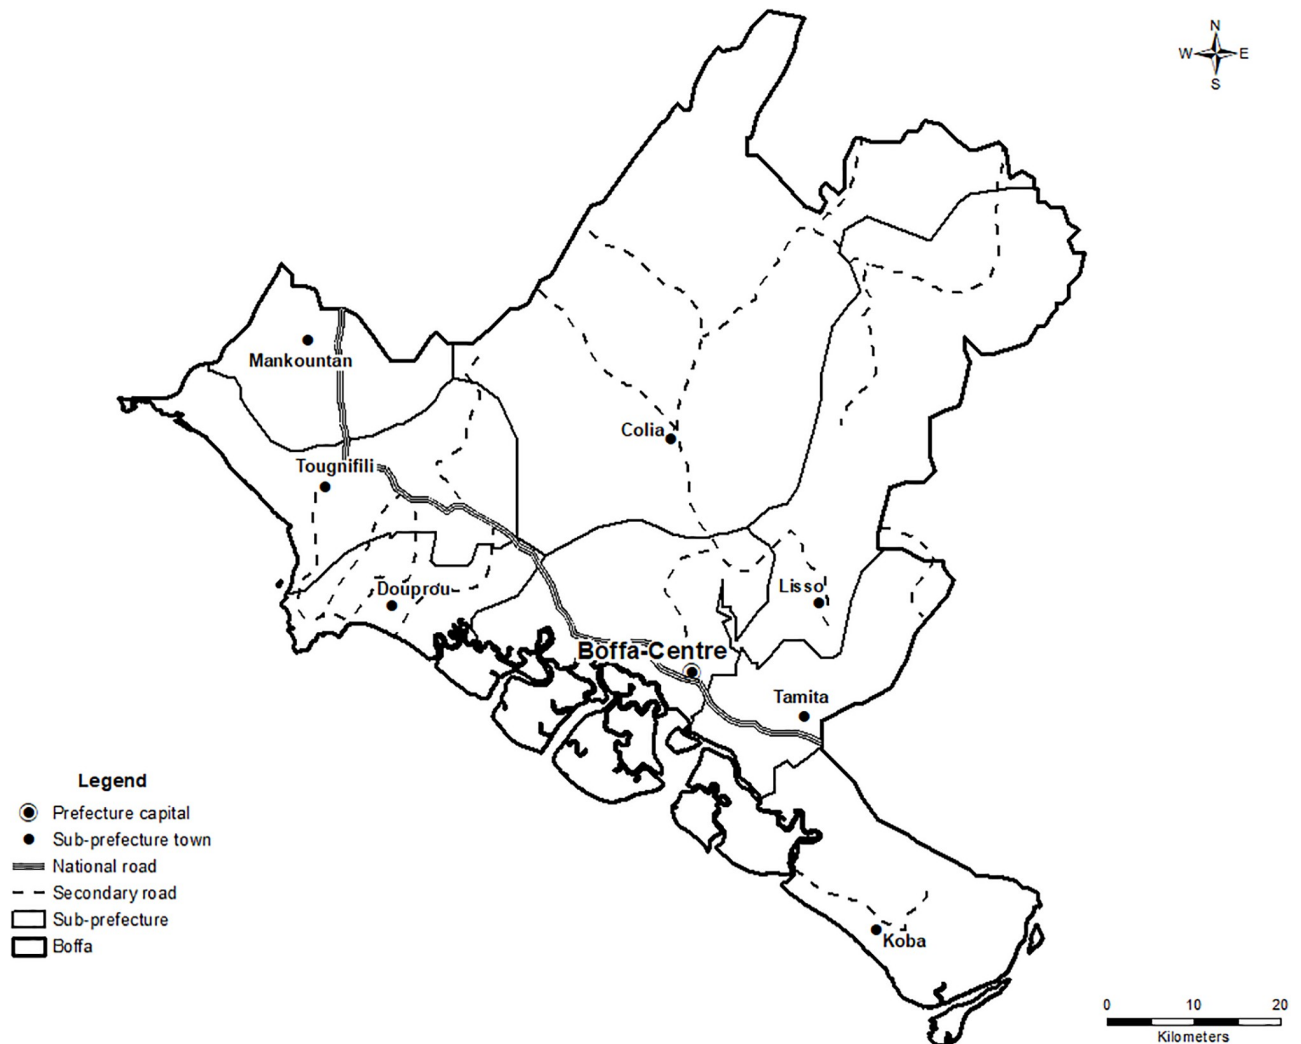 N
W E
S
Mankountan
Colia
Tougnifili
Douprou
Lisso
Boffa-Centre
Tamita
Koba
Legend
Prefecture capital
Sub-prefecture town
National road
Secondary road
Sub-prefecture
Boffa
0 10 20
Kilometers